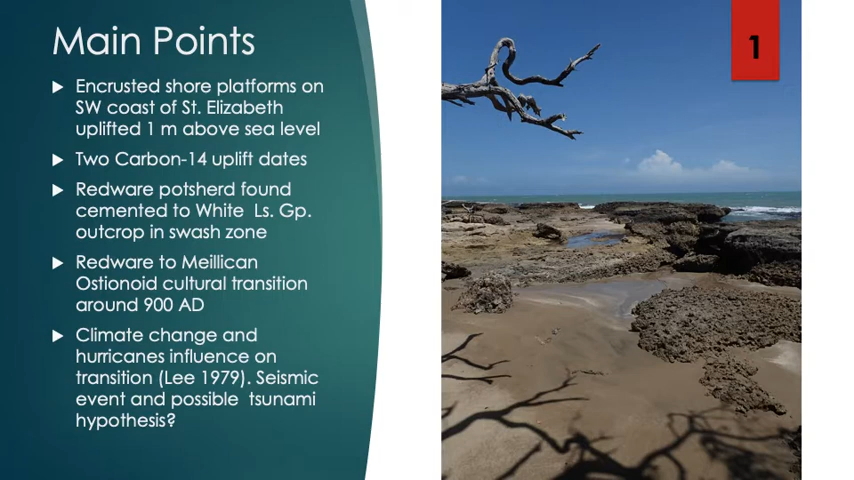 Main Points
1
Encrusted shore platforms on
SW coast of St. Elizabeth
uplifted 1 m above sea level
Two Carbon-14 uplift dates
Redware potsherd found
cemented to White Ls. Gp.
outcrop in swash zone
Redware to Meillican
Ostionoid cultural transition
around 900 AD
Climate change and
hurricanes influence on
transition (Lee 1979). Seismic
event and possible tsunami
hypothesis?